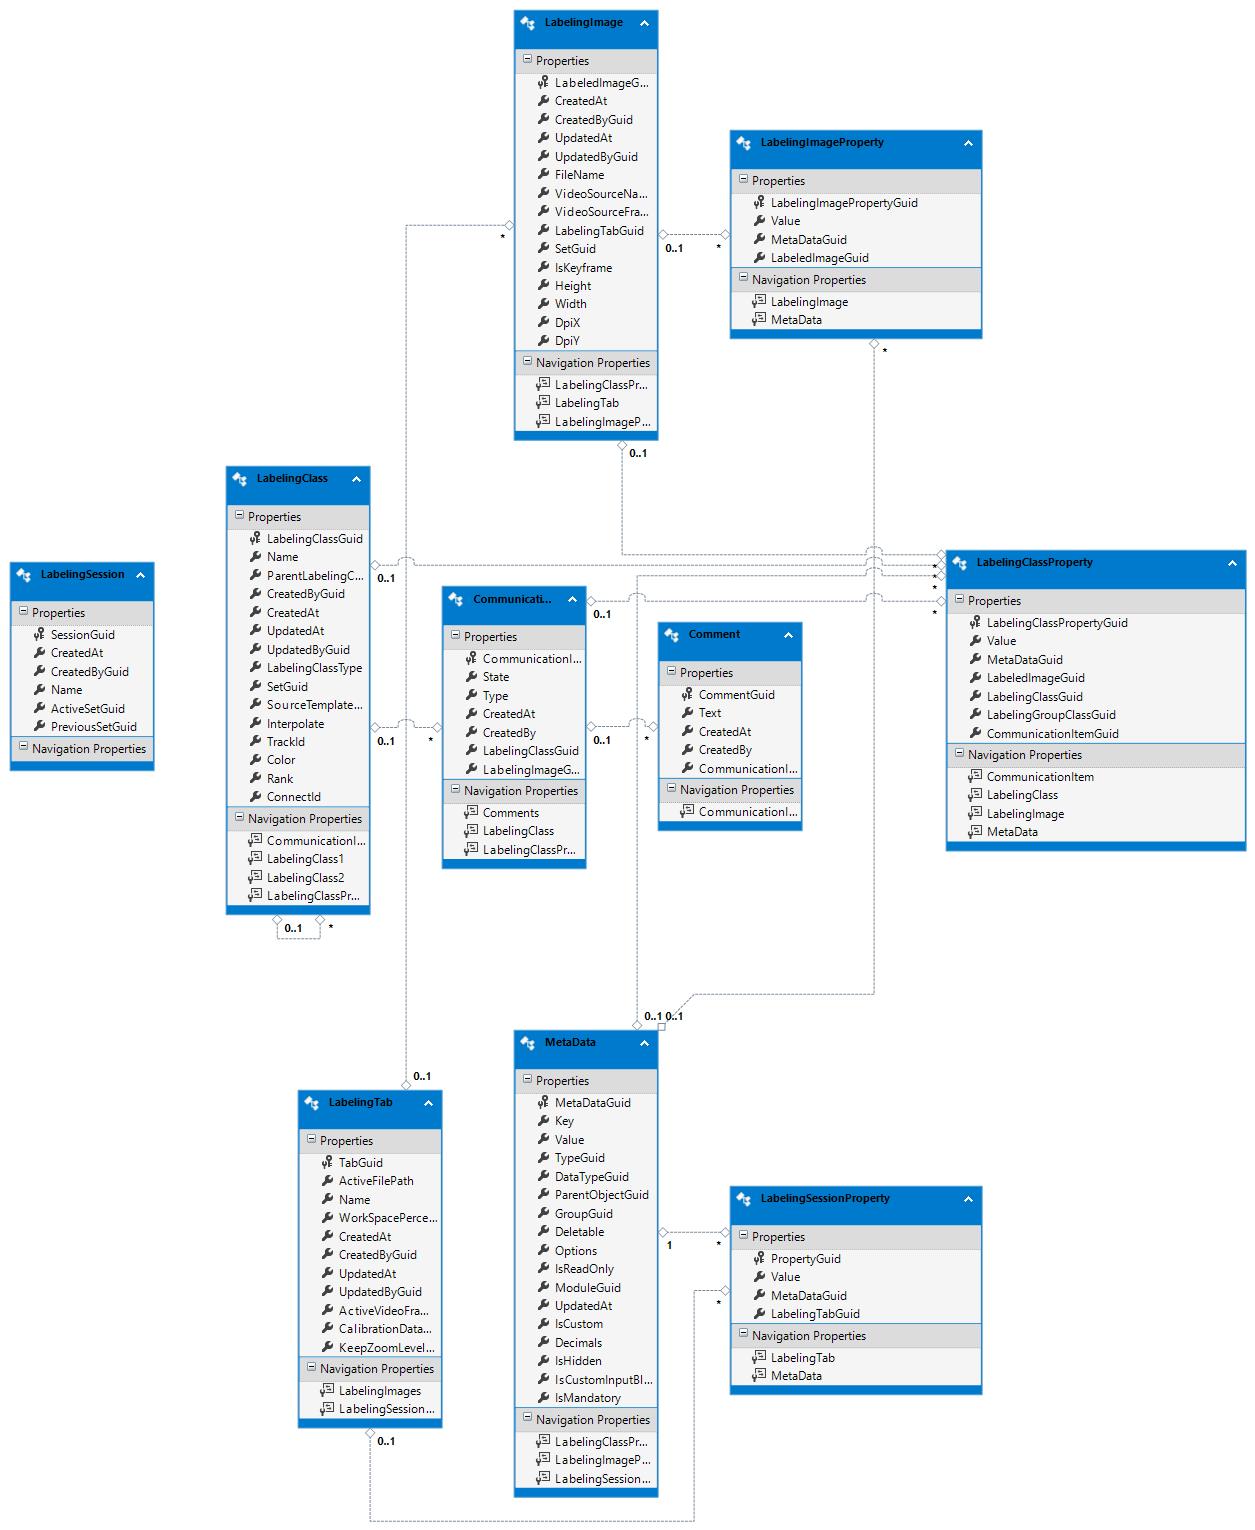 LabelingImage
Properties
LabeledImageG...
CreatedAt
CreatedByGuid
UpdatedAt
UpdatedByGuid
FileName
VideoSourceNa...
VideoSourceFra...
LabelingTabGuid
SetGuid
IsKeyframe
Height
Width
DpiX
DpiY
Navigation Properties
LabelingClassPr...
LabelingTab
LabelingImageP...
LabelingImageProperty
Properties
LabelingImagePropertyGuid
Value
MetaDataGuid
LabeledImageGuid
Navigation Properties
LabelingImage
MetaData
*
0..1
*
*
0..1
LabelingClass
Properties
LabelingClassGuid
Name
ParentLabelingC...
CreatedByGuid
CreatedAt
UpdatedAt
UpdatedByGuid
LabelingClassType
SetGuid
SourceTemplate...
Interpolate
TrackId
Color
Rank
ConnectId
Navigation Properties
CommunicationI...
LabelingClass1
LabelingClass2
LabelingClassPr...
0..1
*
LabelingSession
Properties
SessionGuid
CreatedAt
CreatedByGuid
Name
ActiveSetGuid
PreviousSetGuid
Navigation Properties
0..1
0..1
*
Communicati...
Properties
CommunicationI...
State
Type
CreatedAt
CreatedBy
LabelingClassGuid
LabelingImageG...
Navigation Properties
Comments
LabelingClass
LabelingClassPr...
0..1
0..1
*
Comment
Properties
CommentGuid
Text
CreatedAt
CreatedBy
CommunicationI...
Navigation Properties
CommunicationI...
*
*
*
*
LabelingClassProperty
Properties
LabelingClassPropertyGuid
Value
MetaDataGuid
LabeledImageGuid
LabelingClassGuid
LabelingGroupClassGuid
CommunicationItemGuid
Navigation Properties
CommunicationItem
LabelingClass
LabelingImage
MetaData
0..1
0..1
0..1
LabelingTab
Properties
TabGuid
ActiveFilePath
Name
WorkSpacePerce...
CreatedAt
CreatedByGuid
UpdatedAt
UpdatedByGuid
ActiveVideoFra...
CalibrationData...
KeepZoomLevel...
Navigation Properties
LabelingImages
LabelingSession...
0..1
MetaData
Properties
MetaDataGuid
Key
Value
TypeGuid
DataTypeGuid
ParentObjectGuid
GroupGuid
Deletable
Options
IsReadOnly
ModuleGuid
UpdatedAt
IsCustom
Decimals
IsHidden
IsCustomInputBl...
IsMandatory
Navigation Properties
LabelingClassPr...
LabelingImageP...
LabelingSession...
1
*
*
LabelingSessionProperty
Properties
PropertyGuid
Value
MetaDataGuid
LabelingTabGuid
Navigation Properties
LabelingTab
MetaData